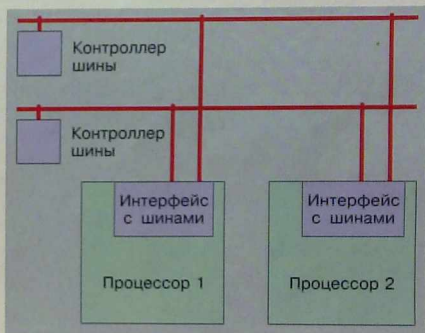 Контроллер
шины
Контроллер
шины
Интерфейс
с шинами
Процессор 1
Интерфейс
с шинами
Процессор 2